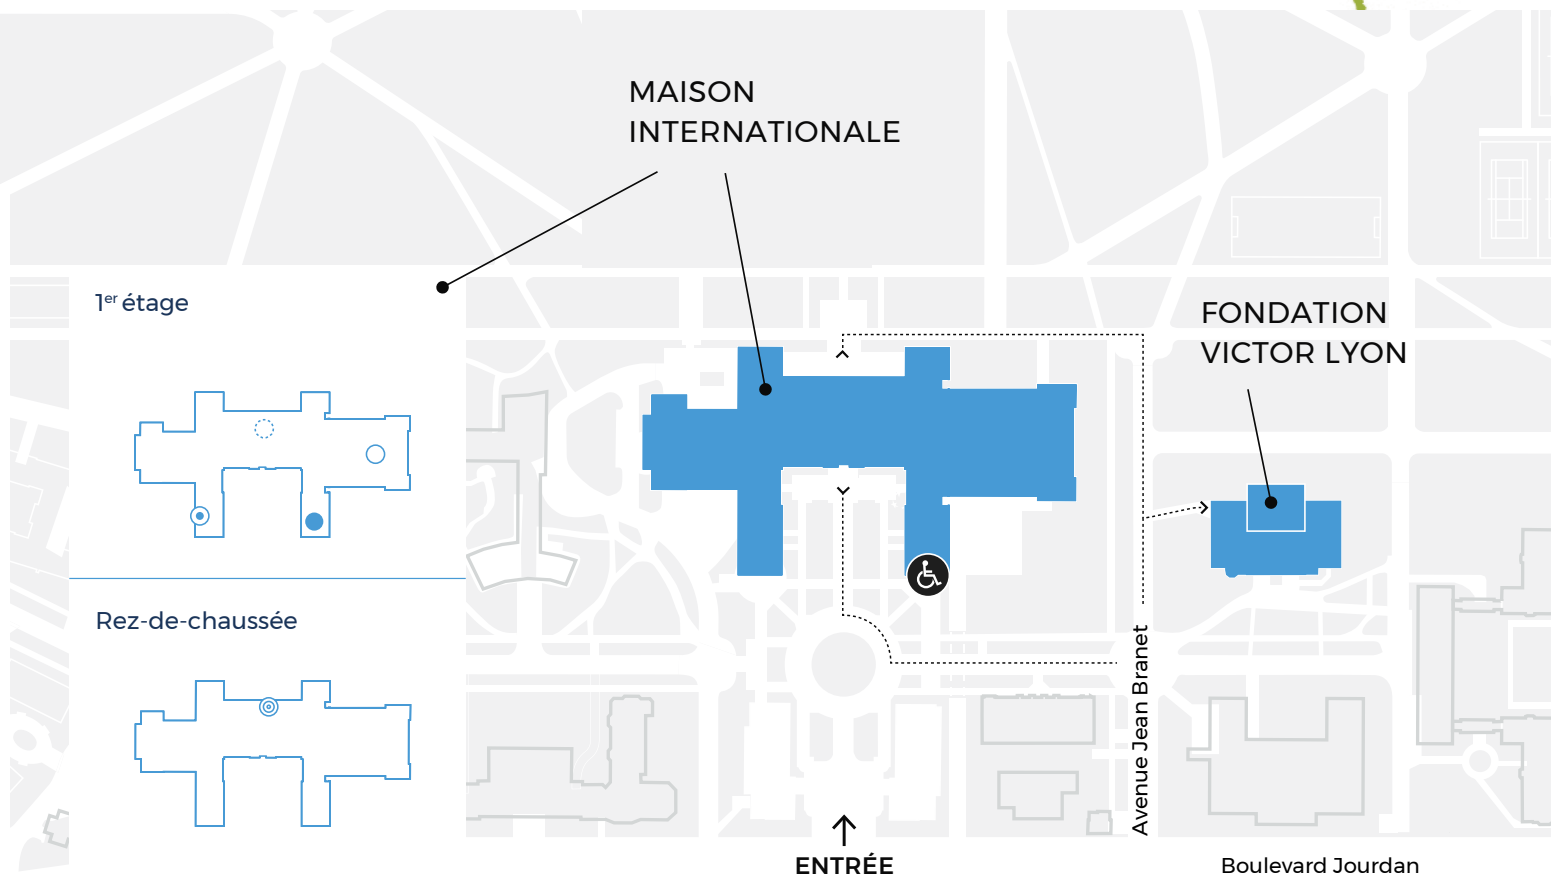 MAISON
INTERNATIONALE
1er étage
FONDATION
VICTOR LYON
Rez-de-chaussée
Avenue Jean Branet
ENTRÉE
Boulevard Jourdan